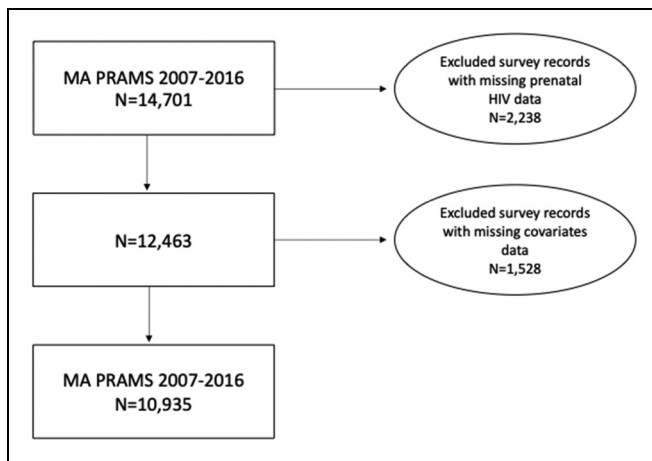 MA PRAMS 2007-2016
N=14,701
Excluded survey records
with missing prenatal
HIV data
N=2,238
N=12,463
Excluded survey records
with missing covariates
data
N=1,528
MA PRAMS 2007-2016
N=10,935